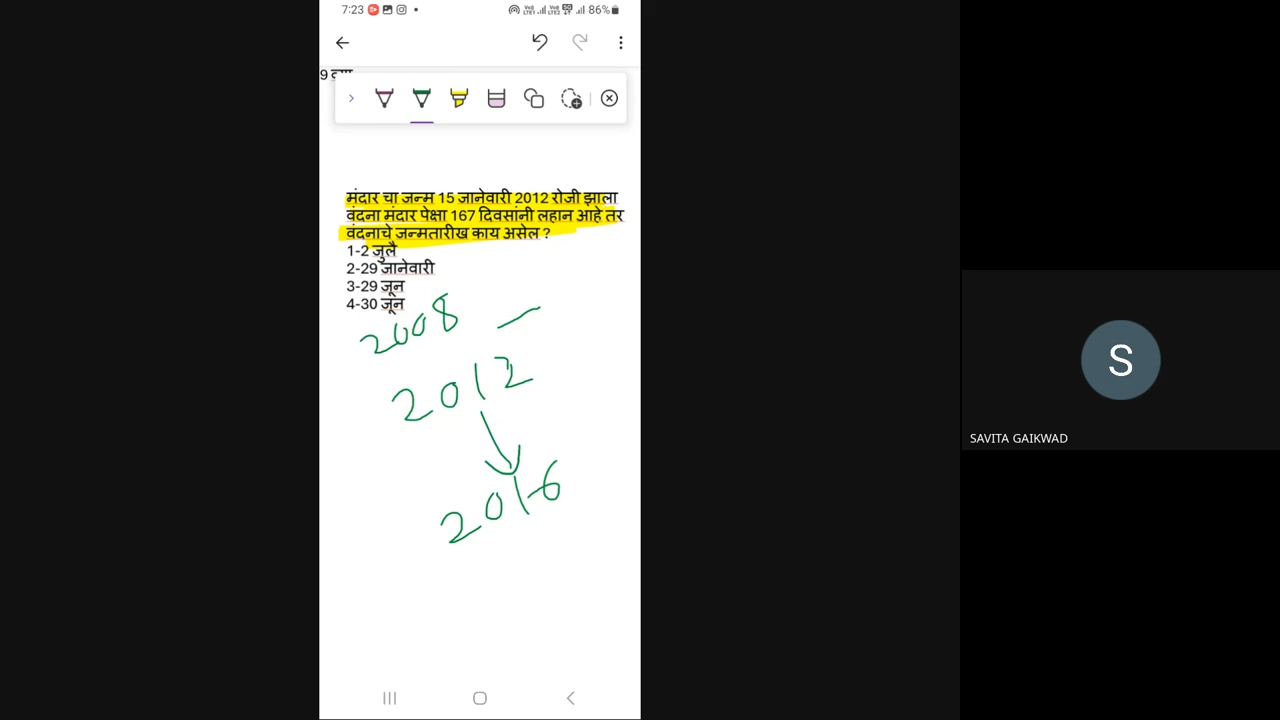 7:23
86%
9
मंदार चा जन्म 15 जानेवारी 2012 रोजी झाला
वंदना मंदार पेक्षा 167 दिवसांनी लहान आहे तर
वंदनाचे जन्मतारीख काय असेल ?
1-2 जुलै
2-29 जानेवारी
3-29 जून
4-30 जून
2008 –
2012
2016
S
SAVITA GAIKWAD